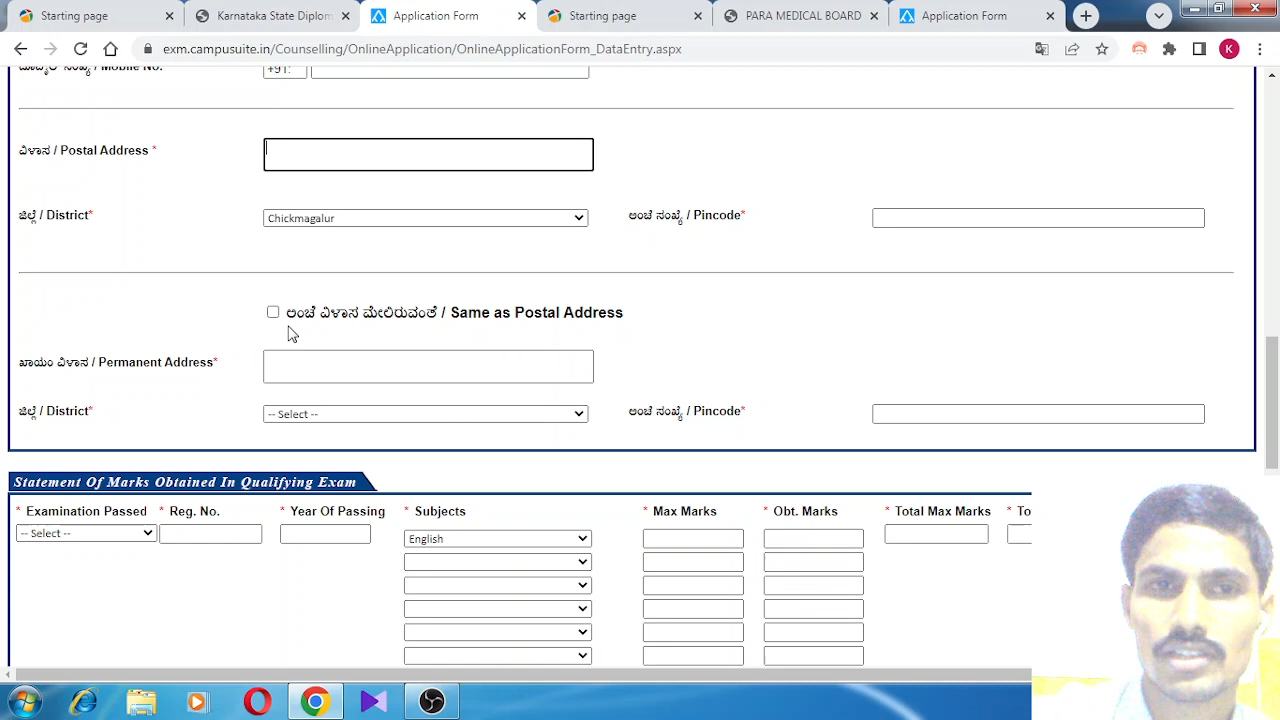 Starting page
Karnataka State Diplom
Application Form
Starting page
PARA MEDICAL BOARD
Application Form
exm.campusuite.in/Counselling/OnlineApplication/OnlineApplicationForm_DataEntry.aspx
K
/ Mobile No.
+91:
ವಿಳಾಸ / Postal Address *
ಜಿಲ್ಲೆ / District*
Chickmagalur
ಅಂಚೆ ಸಂಖ್ಯೆ / Pincode*
ಅಂಚೆ ವಿಳಾಸ ಮೇಲಿರುವಂತೆ / Same as Postal Address
ಖಾಯಂ ವಿಳಾಸ / Permanent Address*
ಜಿಲ್ಲೆ / District*
-- Select --
ಅಂಚೆ ಸಂಖ್ಯೆ / Pincode*
Statement Of Marks Obtained In Qualifying Exam
* Examination Passed * Reg. No. * Year Of Passing * Subjects * Max Marks * Obt. Marks * Total Max Marks * To
-- Select --
English